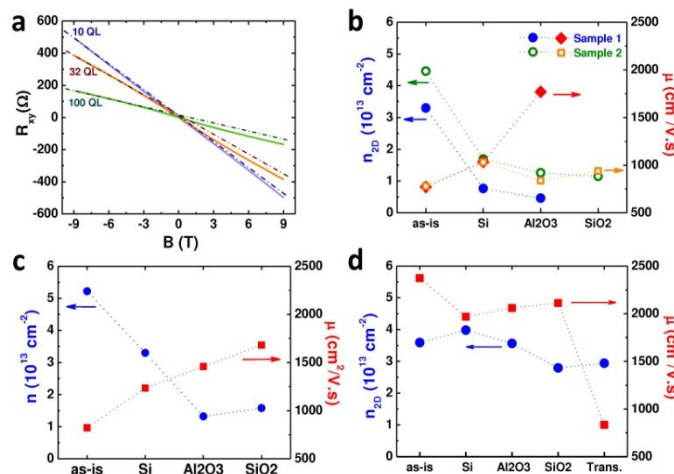 a
R_xy (Ω)
600
400
200
0
-200
-400
-600
10 QL
32 QL
100 QL
-9 -6 -3 0 3 6 9
B (T)
b
n_2D (10^13 cm^-2)
6
5
4
3
2
1
0
Sample 1
Sample 2
2500
2000
1500
1000
500
μ (cm^2/V.s)
as-is Si Al2O3 SiO2
c
n (10^13 cm^-2)
6
5
4
3
2
1
0
2500
2000
1500
1000
500
μ (cm^2/V.s)
as-is Si Al2O3 SiO2
d
n_2D (10^13 cm^-2)
6
5
4
3
2
1
0
2500
2000
1500
1000
500
μ (cm^2/V.s)
as-is Si Al2O3 SiO2 Trans.